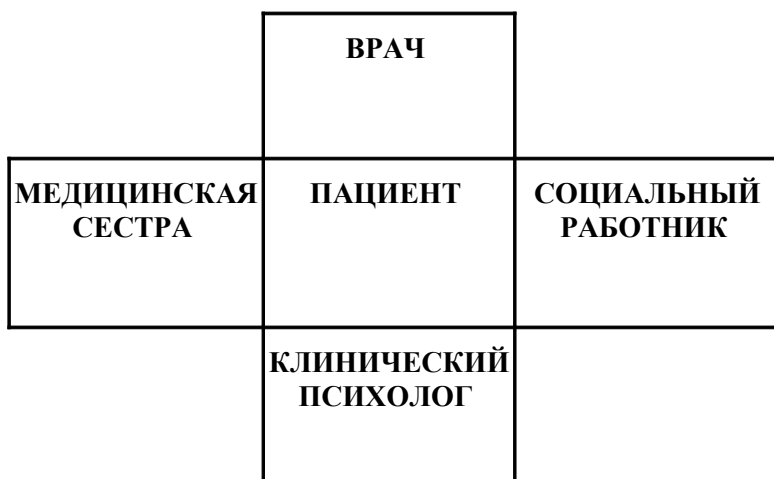 ВРАЧ
МЕДИЦИНСКАЯ
СЕСТРА
ПАЦИЕНТ
СОЦИАЛЬНЫЙ
РАБОТНИК
КЛИНИЧЕСКИЙ
ПСИХОЛОГ